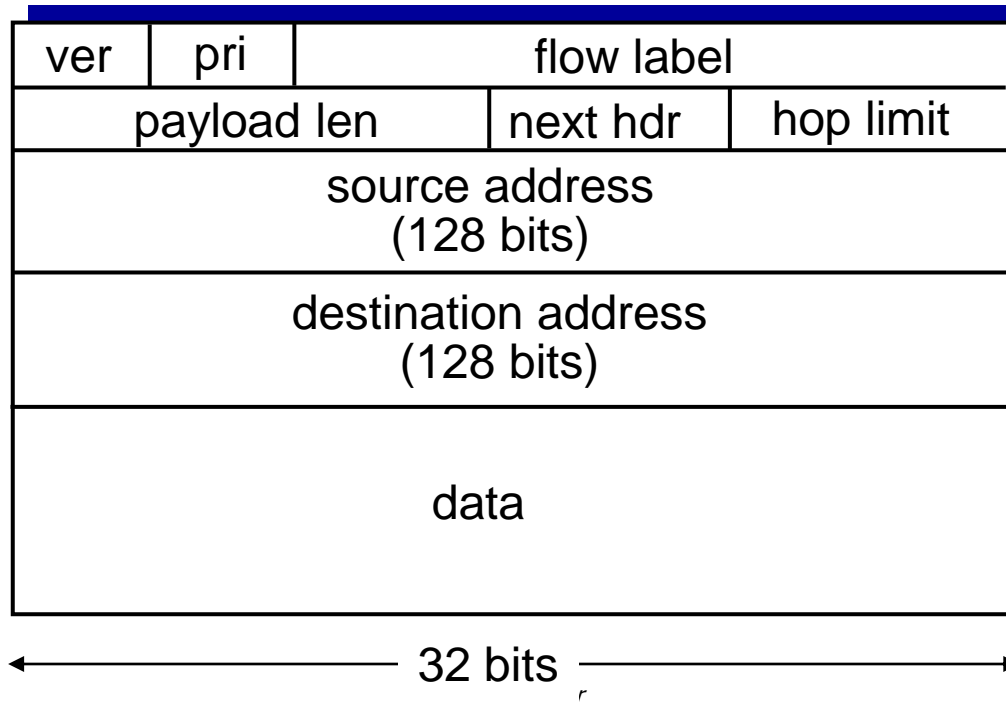 ver pri flow label
payload len next hdr hop limit
source address
(128 bits)
destination address
(128 bits)
data
32 bits
r